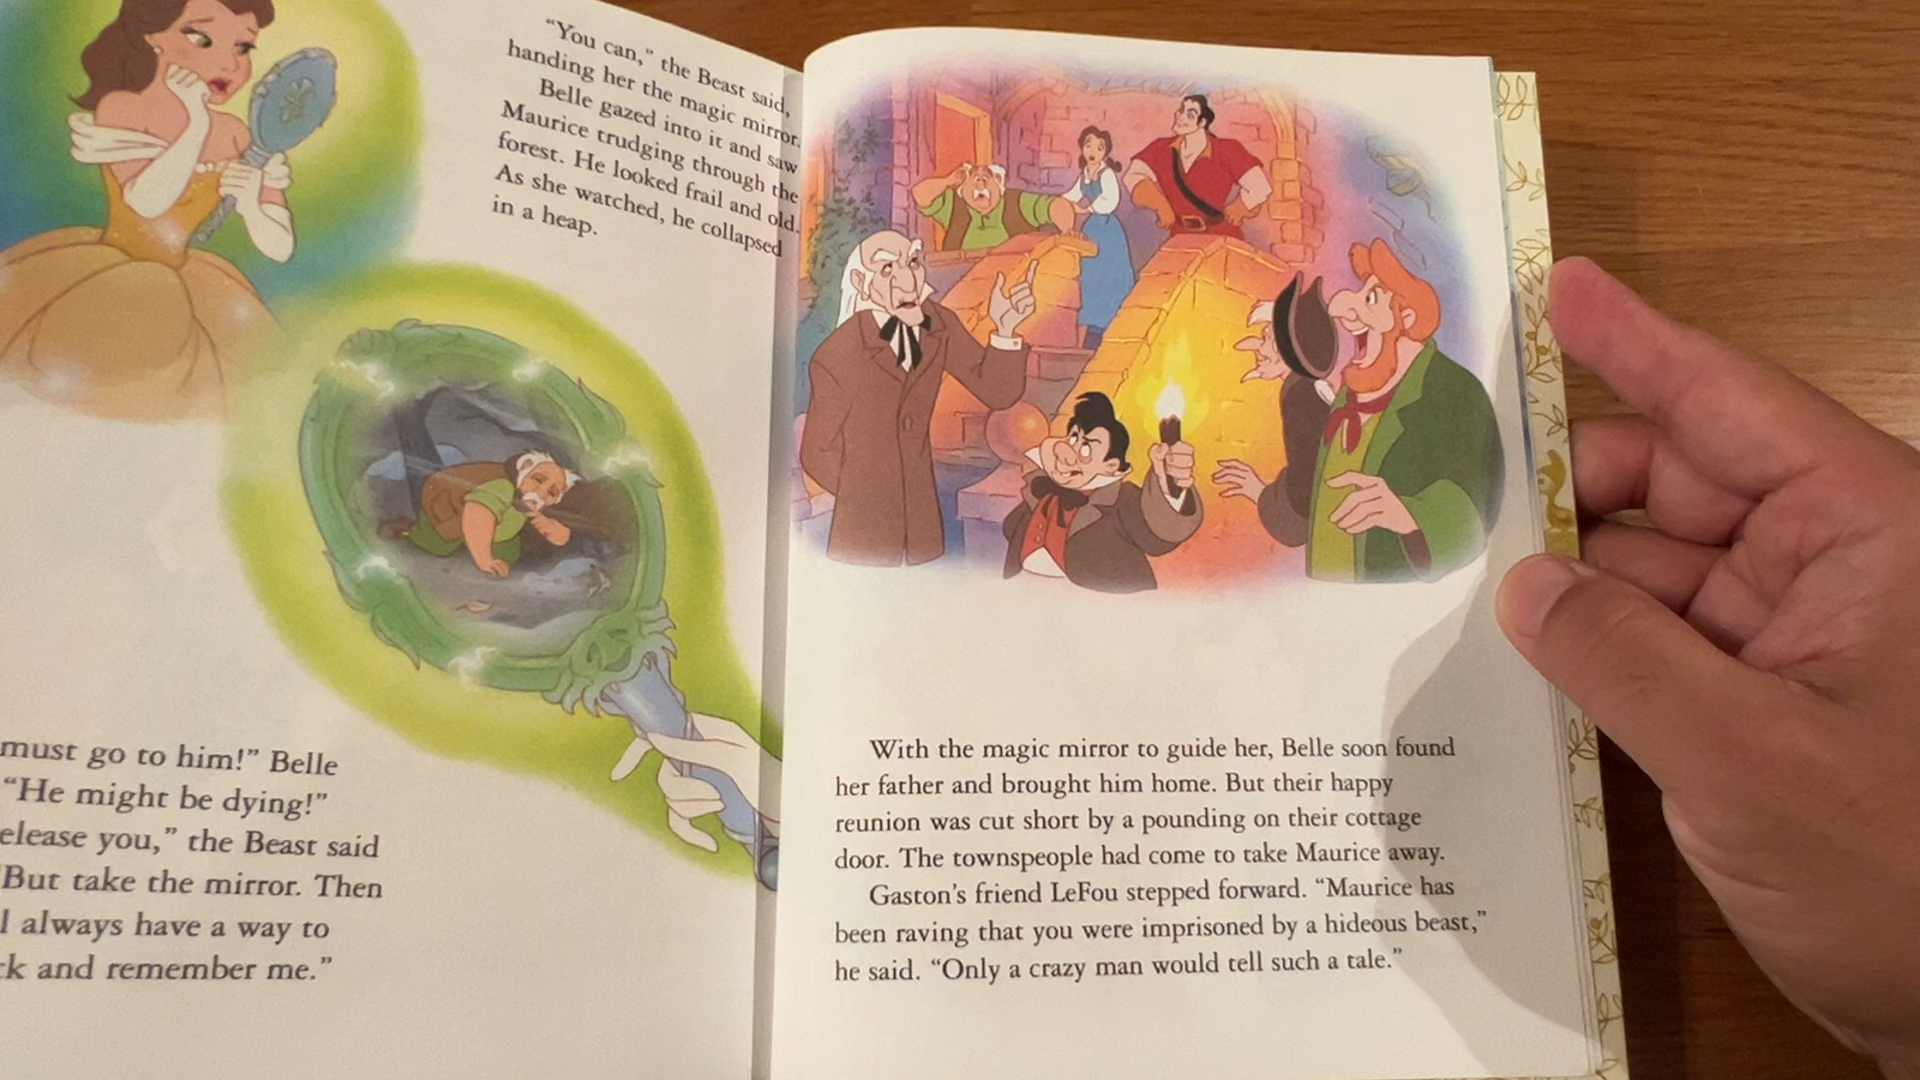 “You can,” the Beast said,
handing her the magic mirror.
Belle gazed into it and saw
Maurice trudging through the
forest. He looked frail and old.
As she watched, he collapsed
in a heap.
must go to him!” Belle
“He might be dying!”
elease you,” the Beast said
But take the mirror. Then
always have a way to
and remember me.”
With the magic mirror to guide her, Belle soon found
her father and brought him home. But their happy
reunion was cut short by a pounding on their cottage
door. The townspeople had come to take Maurice away.
Gaston’s friend LeFou stepped forward. “Maurice has
been raving that you were imprisoned by a hideous beast,”
he said. “Only a crazy man would tell such a tale.”